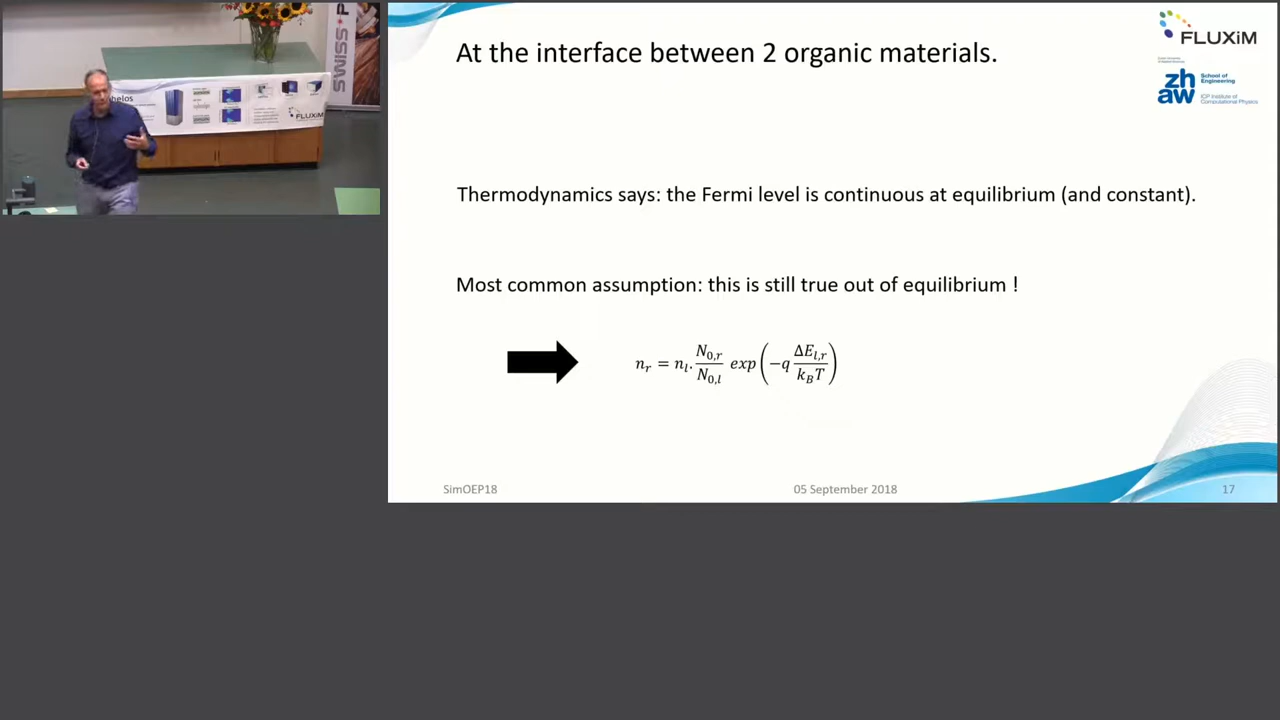 At the interface between 2 organic materials.
FLUXiM
zh
aw
School of
Engineering
ICP Institute of
Computational Physics
Thermodynamics says: the Fermi level is continuous at equilibrium (and constant).
Most common assumption: this is still true out of equilibrium !
n_r = n_l. N_{0,r}/N_{0,l} exp(−q ΔE_{l,r}/k_BT)
SimOEP18
05 September 2018
17
SWISS
FLUXiM